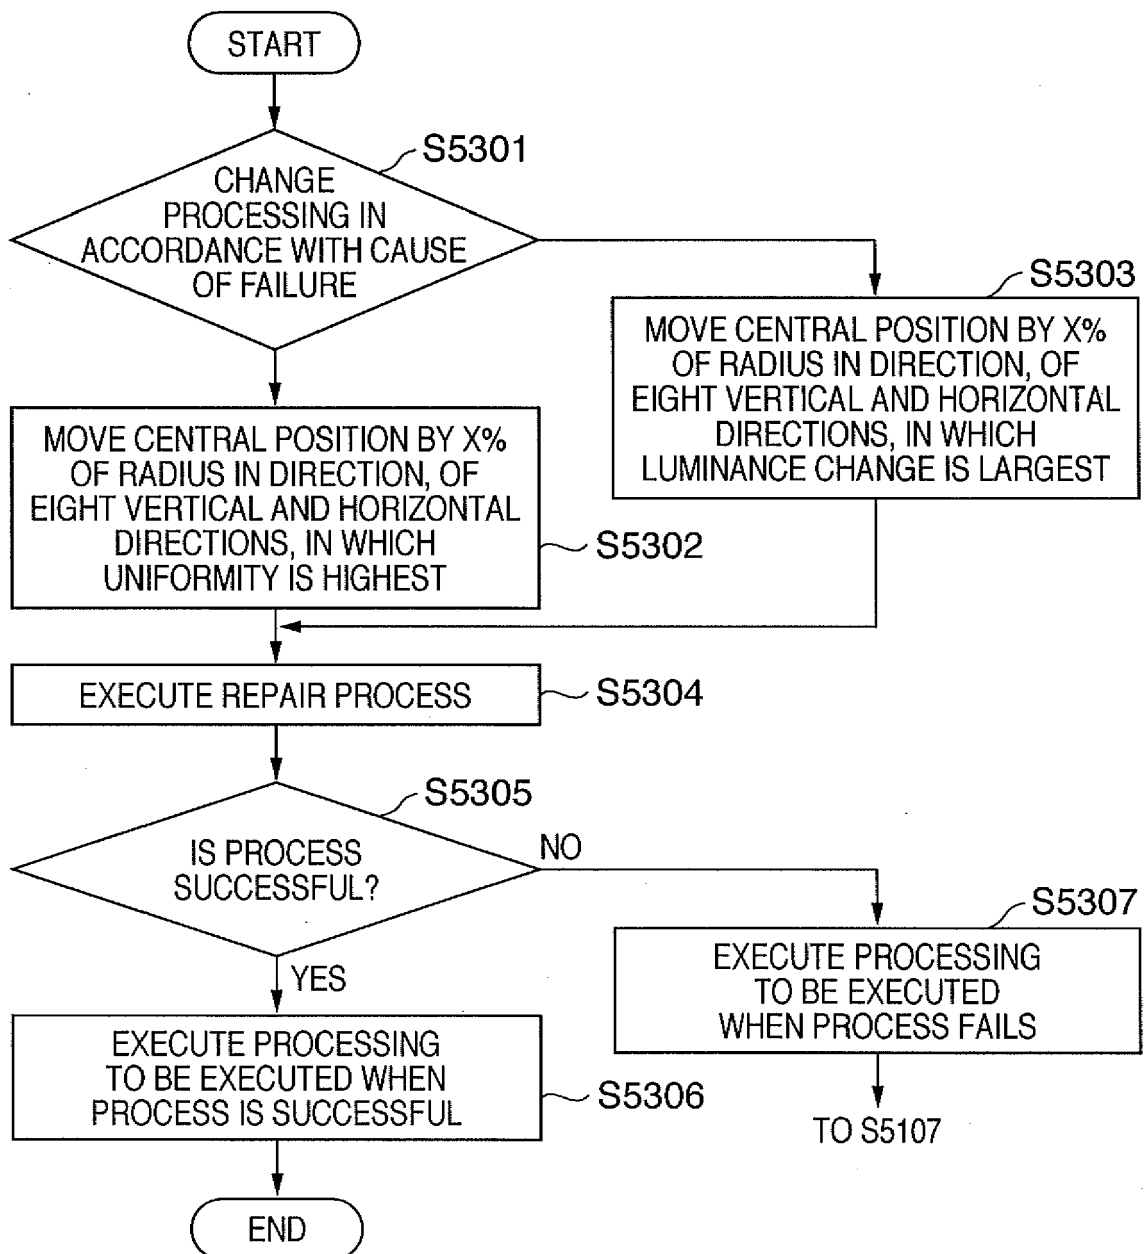 START
S5301
CHANGE
PROCESSING IN
ACCORDANCE WITH CAUSE
OF FAILURE
S5303
MOVE CENTRAL POSITION BY X%
OF RADIUS IN DIRECTION, OF
EIGHT VERTICAL AND HORIZONTAL
DIRECTIONS, IN WHICH
LUMINANCE CHANGE IS LARGEST
MOVE CENTRAL POSITION BY X%
OF RADIUS IN DIRECTION, OF
EIGHT VERTICAL AND HORIZONTAL
DIRECTIONS, IN WHICH
UNIFORMITY IS HIGHEST
S5302
EXECUTE REPAIR PROCESS
S5304
S5305
IS PROCESS
SUCCESSFUL?
NO
YES
S5307
EXECUTE PROCESSING
TO BE EXECUTED
WHEN PROCESS FAILS
EXECUTE PROCESSING
TO BE EXECUTED WHEN
PROCESS IS SUCCESSFUL
S5306
TO S5107
END